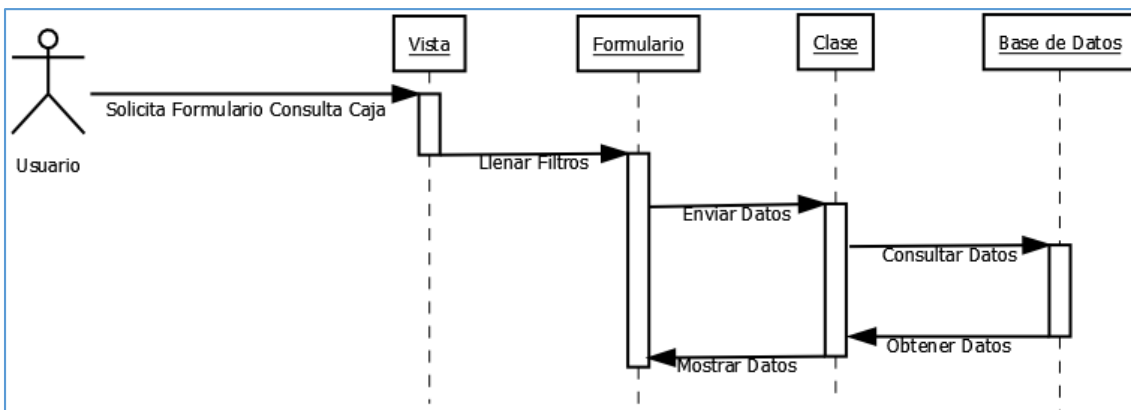 Vista
Formulario
Clase
Base de Datos
Solicita Formulario Consulta Caja
Usuario
Llenar Filtros
Enviar Datos
Consultar Datos
Obtener Datos
Mostrar Datos